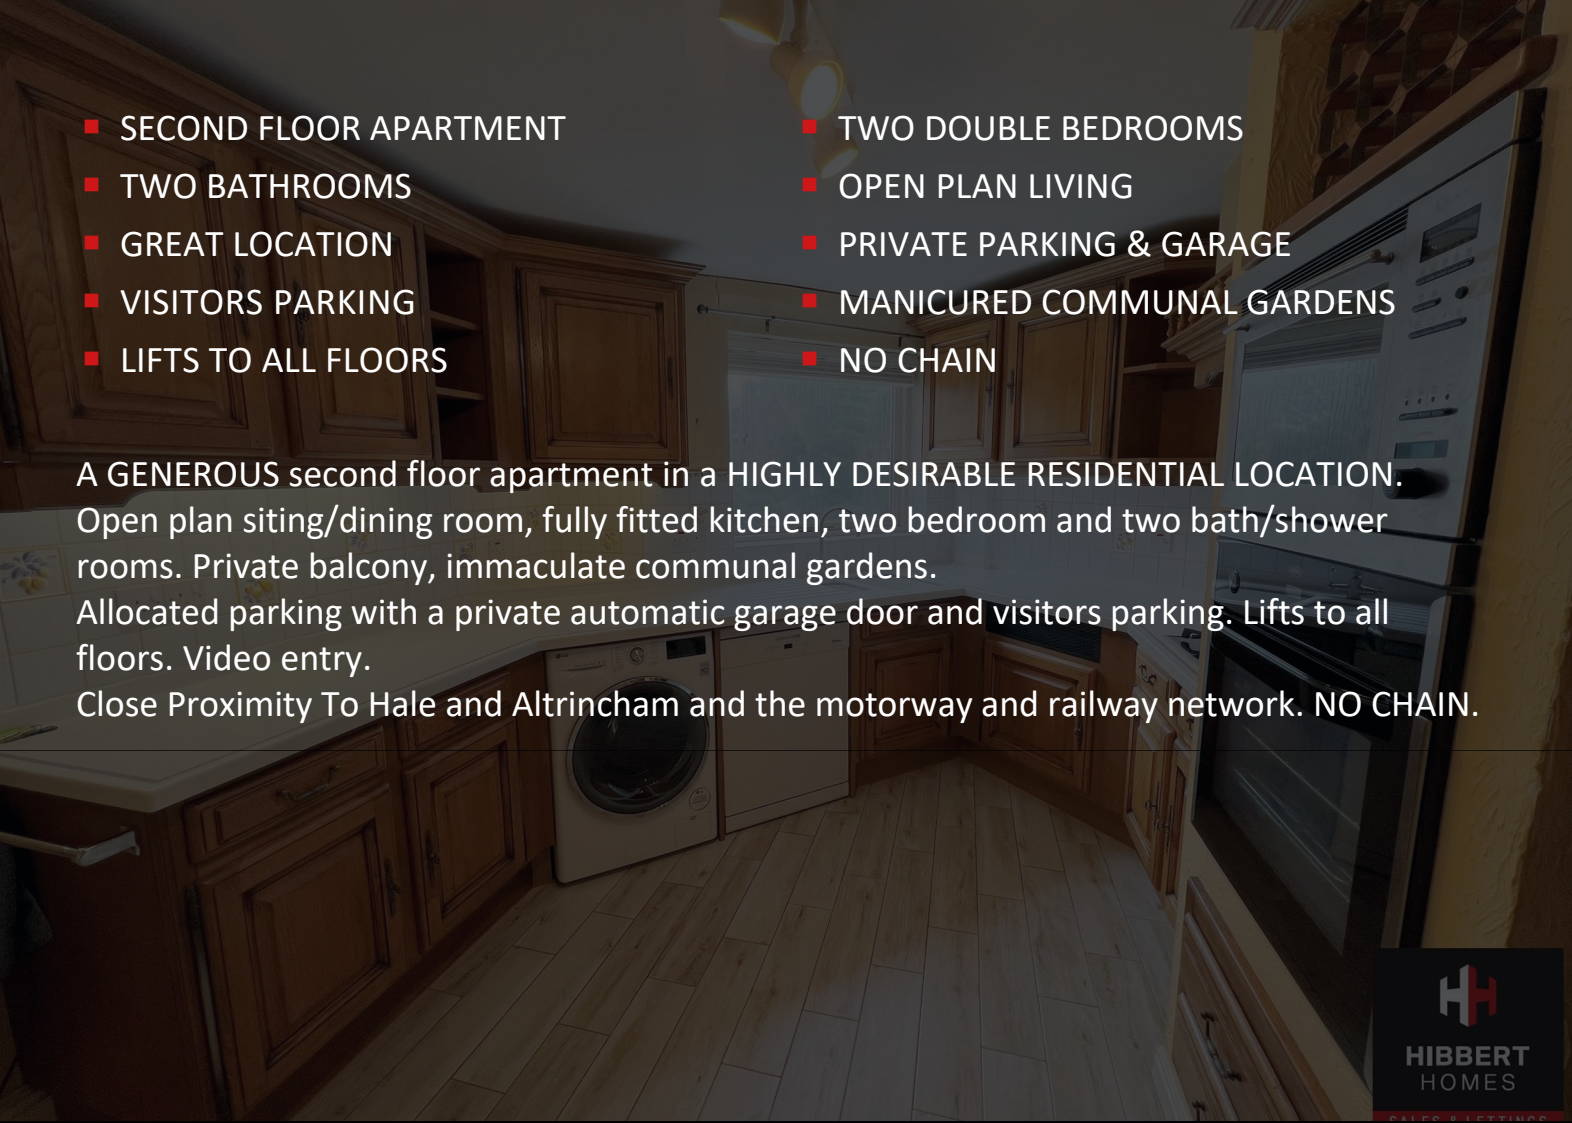 SECOND FLOOR APARTMENT
TWO BATHROOMS
GREAT LOCATION
VISITORS PARKING
LIFTS TO ALL FLOORS
TWO DOUBLE BEDROOMS
OPEN PLAN LIVING
PRIVATE PARKING & GARAGE
MANICURED COMMUNAL GARDENS
NO CHAIN
A GENEROUS second floor apartment in a HIGHLY DESIRABLE RESIDENTIAL LOCATION.
Open plan siting/dining room, fully fitted kitchen, two bedroom and two bath/shower
rooms. Private balcony, immaculate communal gardens.
Allocated parking with a private automatic garage door and visitors parking. Lifts to all
floors. Video entry.
Close Proximity To Hale and Altrincham and the motorway and railway network. NO CHAIN.
HIBBERT
HOMES
SALES & LETTINGS